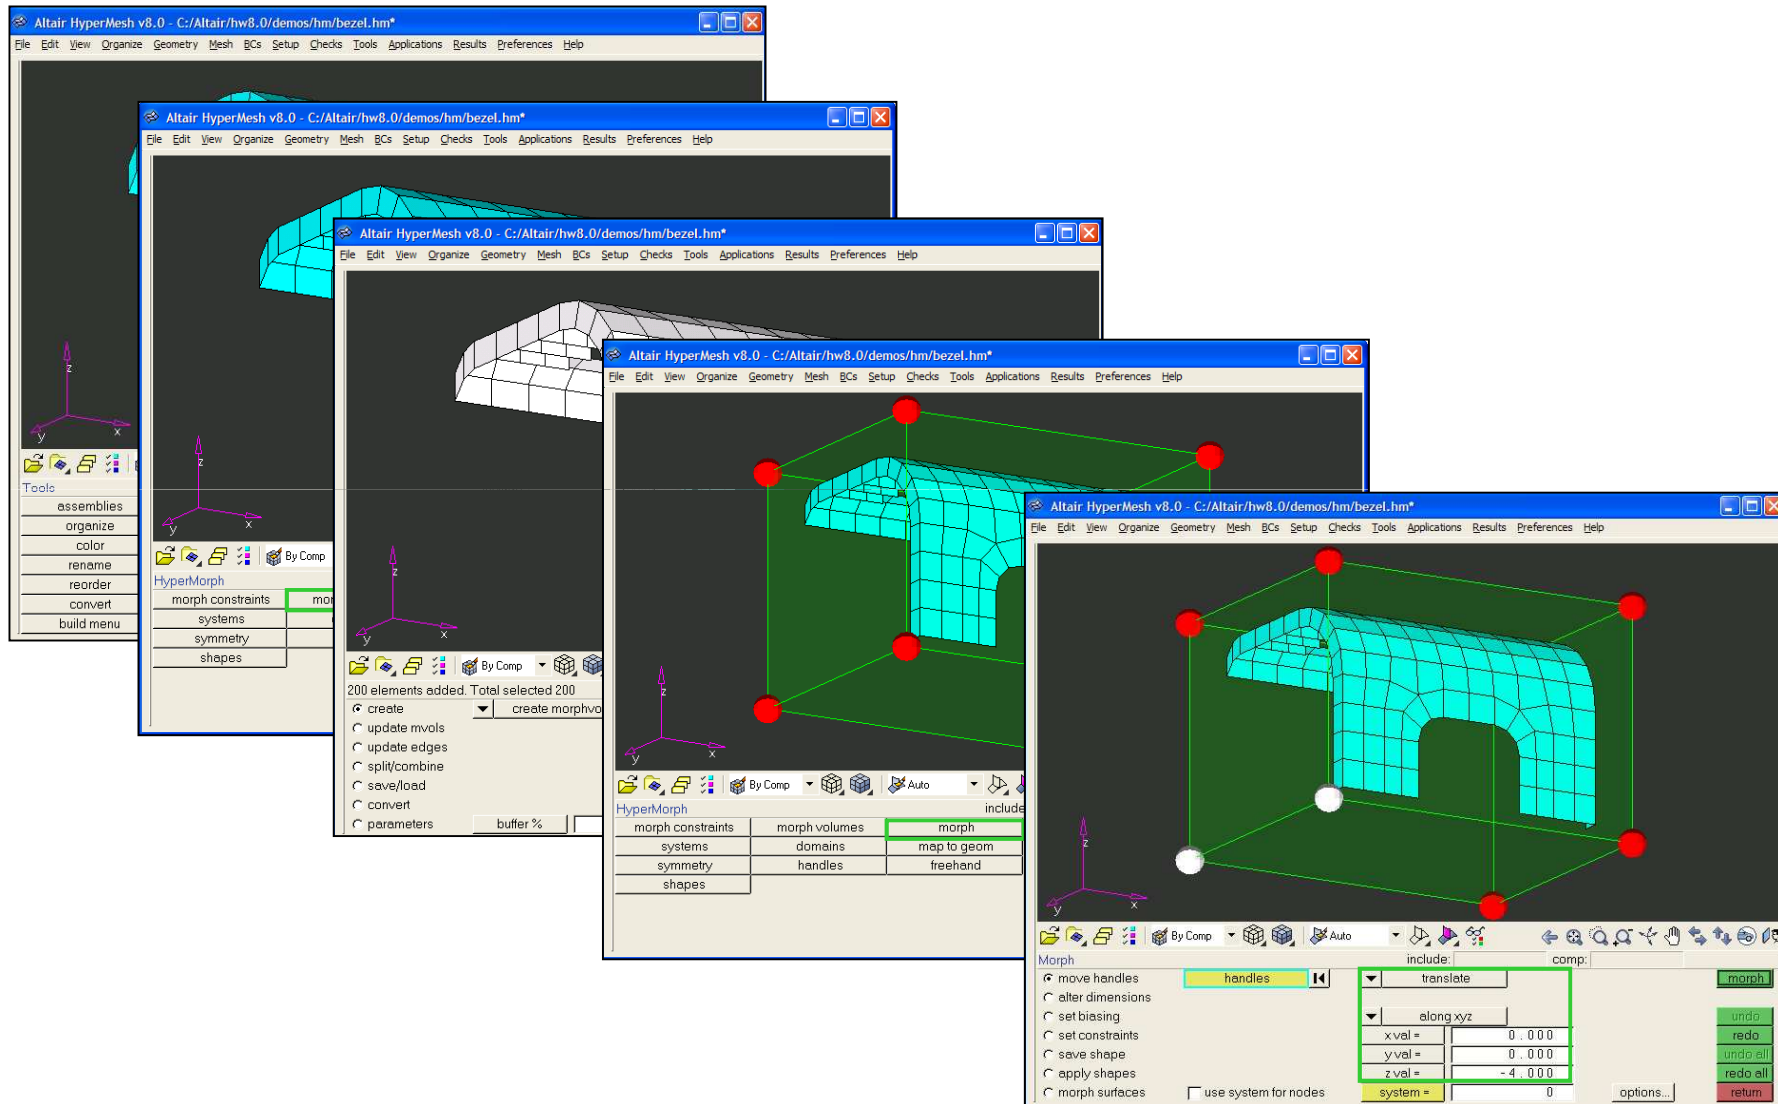 Altair HyperMesh v8.0 - C:/Altair/hw8.0/demos/hm/bezel.hm*
File Edit View Organize Geometry Mesh BCs Setup Checks Tools Applications Results Preferences Help
z
y x
Tools
assemblies
organize
color
rename
reorder
convert
build menu
Altair HyperMesh v8.0 - C:/Altair/hw8.0/demos/hm/bezel.hm*
File Edit View Organize Geometry Mesh BCs Setup Checks Tools Applications Results Preferences Help
z
y x
By Comp
HyperMorph
morph constraints mor
systems
symmetry
shapes
Altair HyperMesh v8.0 - C:/Altair/hw8.0/demos/hm/bezel.hm*
File Edit View Organize Geometry Mesh BCs Setup Checks Tools Applications Results Preferences Help
z
y x
By Comp
200 elements added. Total selected 200
create create morphvo
update mvols
update edges
split/combine
save/load
convert
parameters buffer %
Altair HyperMesh v8.0 - C:/Altair/hw8.0/demos/hm/bezel.hm*
File Edit View Organize Geometry Mesh BCs Setup Checks Tools Applications Results Preferences Help
z
y x
By Comp Auto
HyperMorph include
morph constraints morph volumes morph
systems domains map to geom
symmetry handles freehand
shapes
Altair HyperMesh v8.0 - C:/Altair/hw8.0/demos/hm/bezel.hm*
File Edit View Organize Geometry Mesh BCs Setup Checks Tools Applications Results Preferences Help
z
y x
By Comp Auto
Morph include: comp:
move handles handles translate morph
alter dimensions
set biasing along xyz undo
set constraints x val = 0.000 redo
save shape y val = 0.000 undo all
apply shapes z val = -4.000 redo all
morph surfaces use system for nodes system = 0 options... return